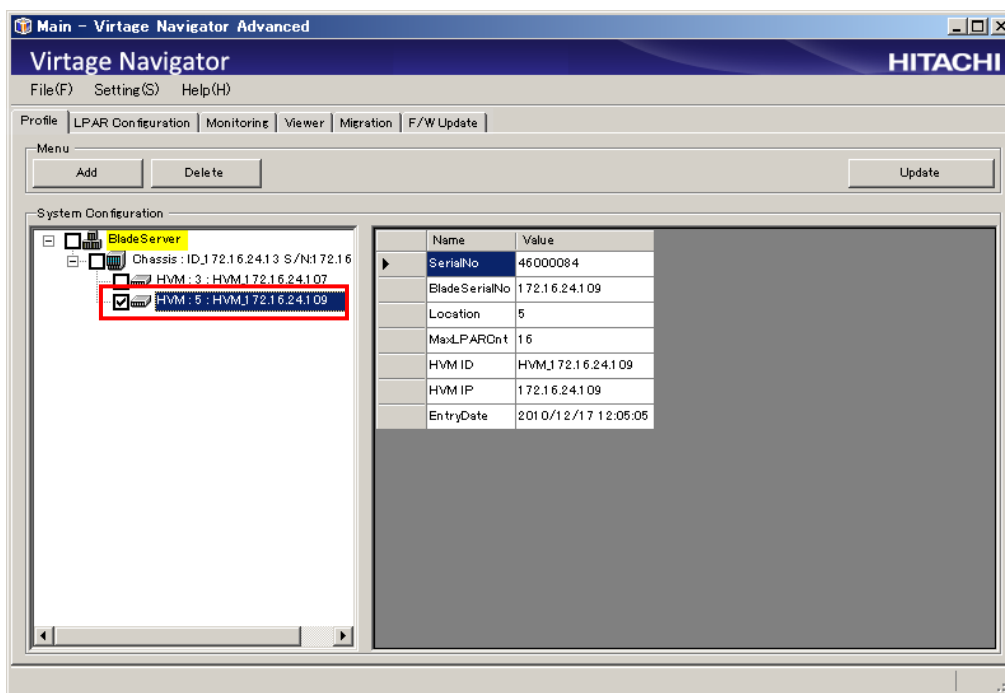 Main - Virtage Navigator Advanced
Virtage Navigator
HITACHI
File(F) Setting(S) Help(H)
Profile LPAR Configuration Monitoring Viewer Migration F/W Update
Menu
Add Delete Update
System Configuration
BladeServer
Chassis : ID_172.16.24.13 S/N:172.16
HVM : 3 : HVM_172.16.24.107
HVM : 5 : HVM_172.16.24.109
Name Value
SerialNo 46000084
BladeSerialNo 172.16.24.109
Location 5
MaxLPARCnt 16
HVM ID HVM_172.16.24.109
HVM IP 172.16.24.109
EntryDate 2010/12/17 12:05:05